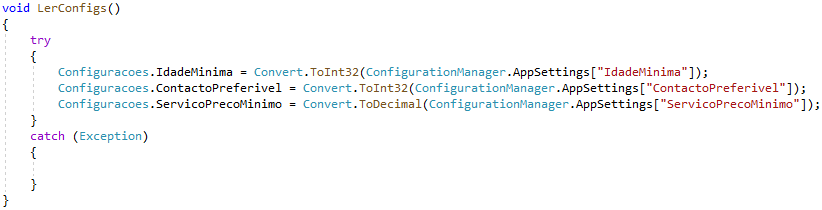 void LerConfigs()
{
try
{
Configuracoes.IdadeMinima = Convert.ToInt32(ConfigurationManager.AppSettings["IdadeMinima"]);
Configuracoes.ContactoPreferivel = Convert.ToInt32(ConfigurationManager.AppSettings["ContactoPreferivel"]);
Configuracoes.ServicoPrecoMinimo = Convert.ToDecimal(ConfigurationManager.AppSettings["ServicoPrecoMinimo"]);
}
catch (Exception)
{
}
}